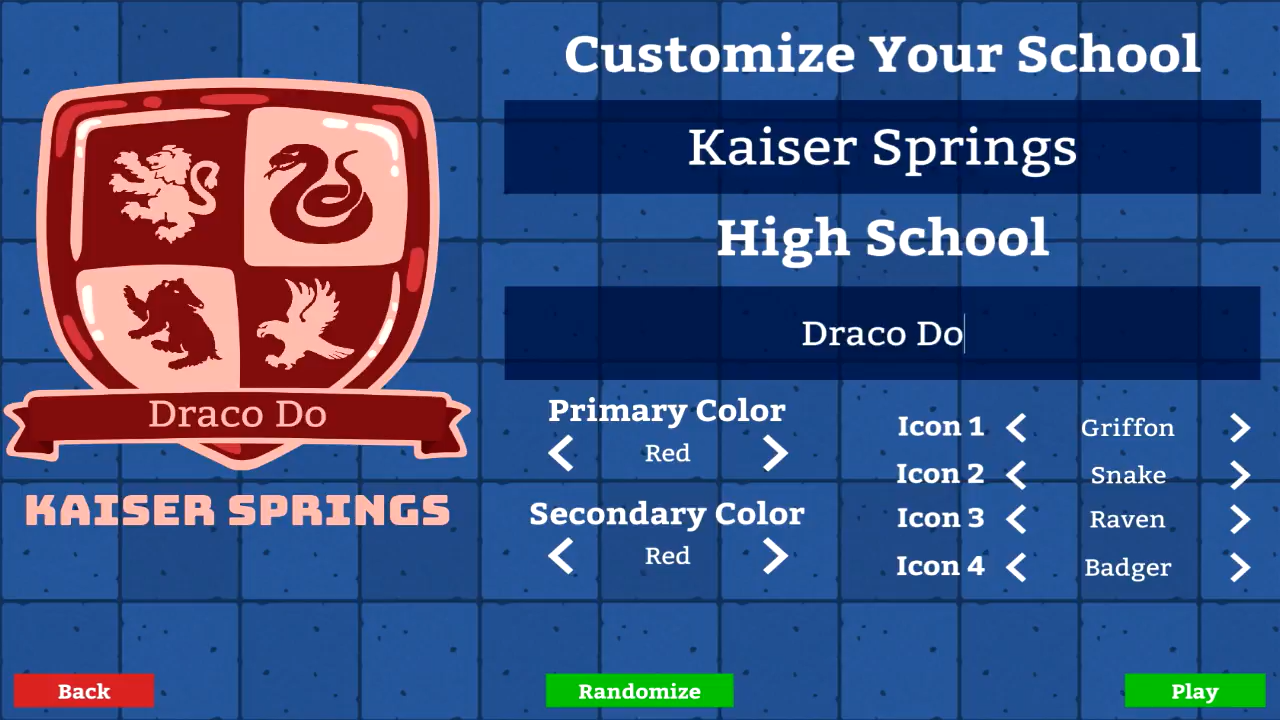 Customize Your School
Kaiser Springs
High School
Draco Do
Draco Do
KAISER SPRINGS
Primary Color
Red
Secondary Color
Red
Icon 1 Griffon
Icon 2 Snake
Icon 3 Raven
Icon 4 Badger
Back
Randomize
Play